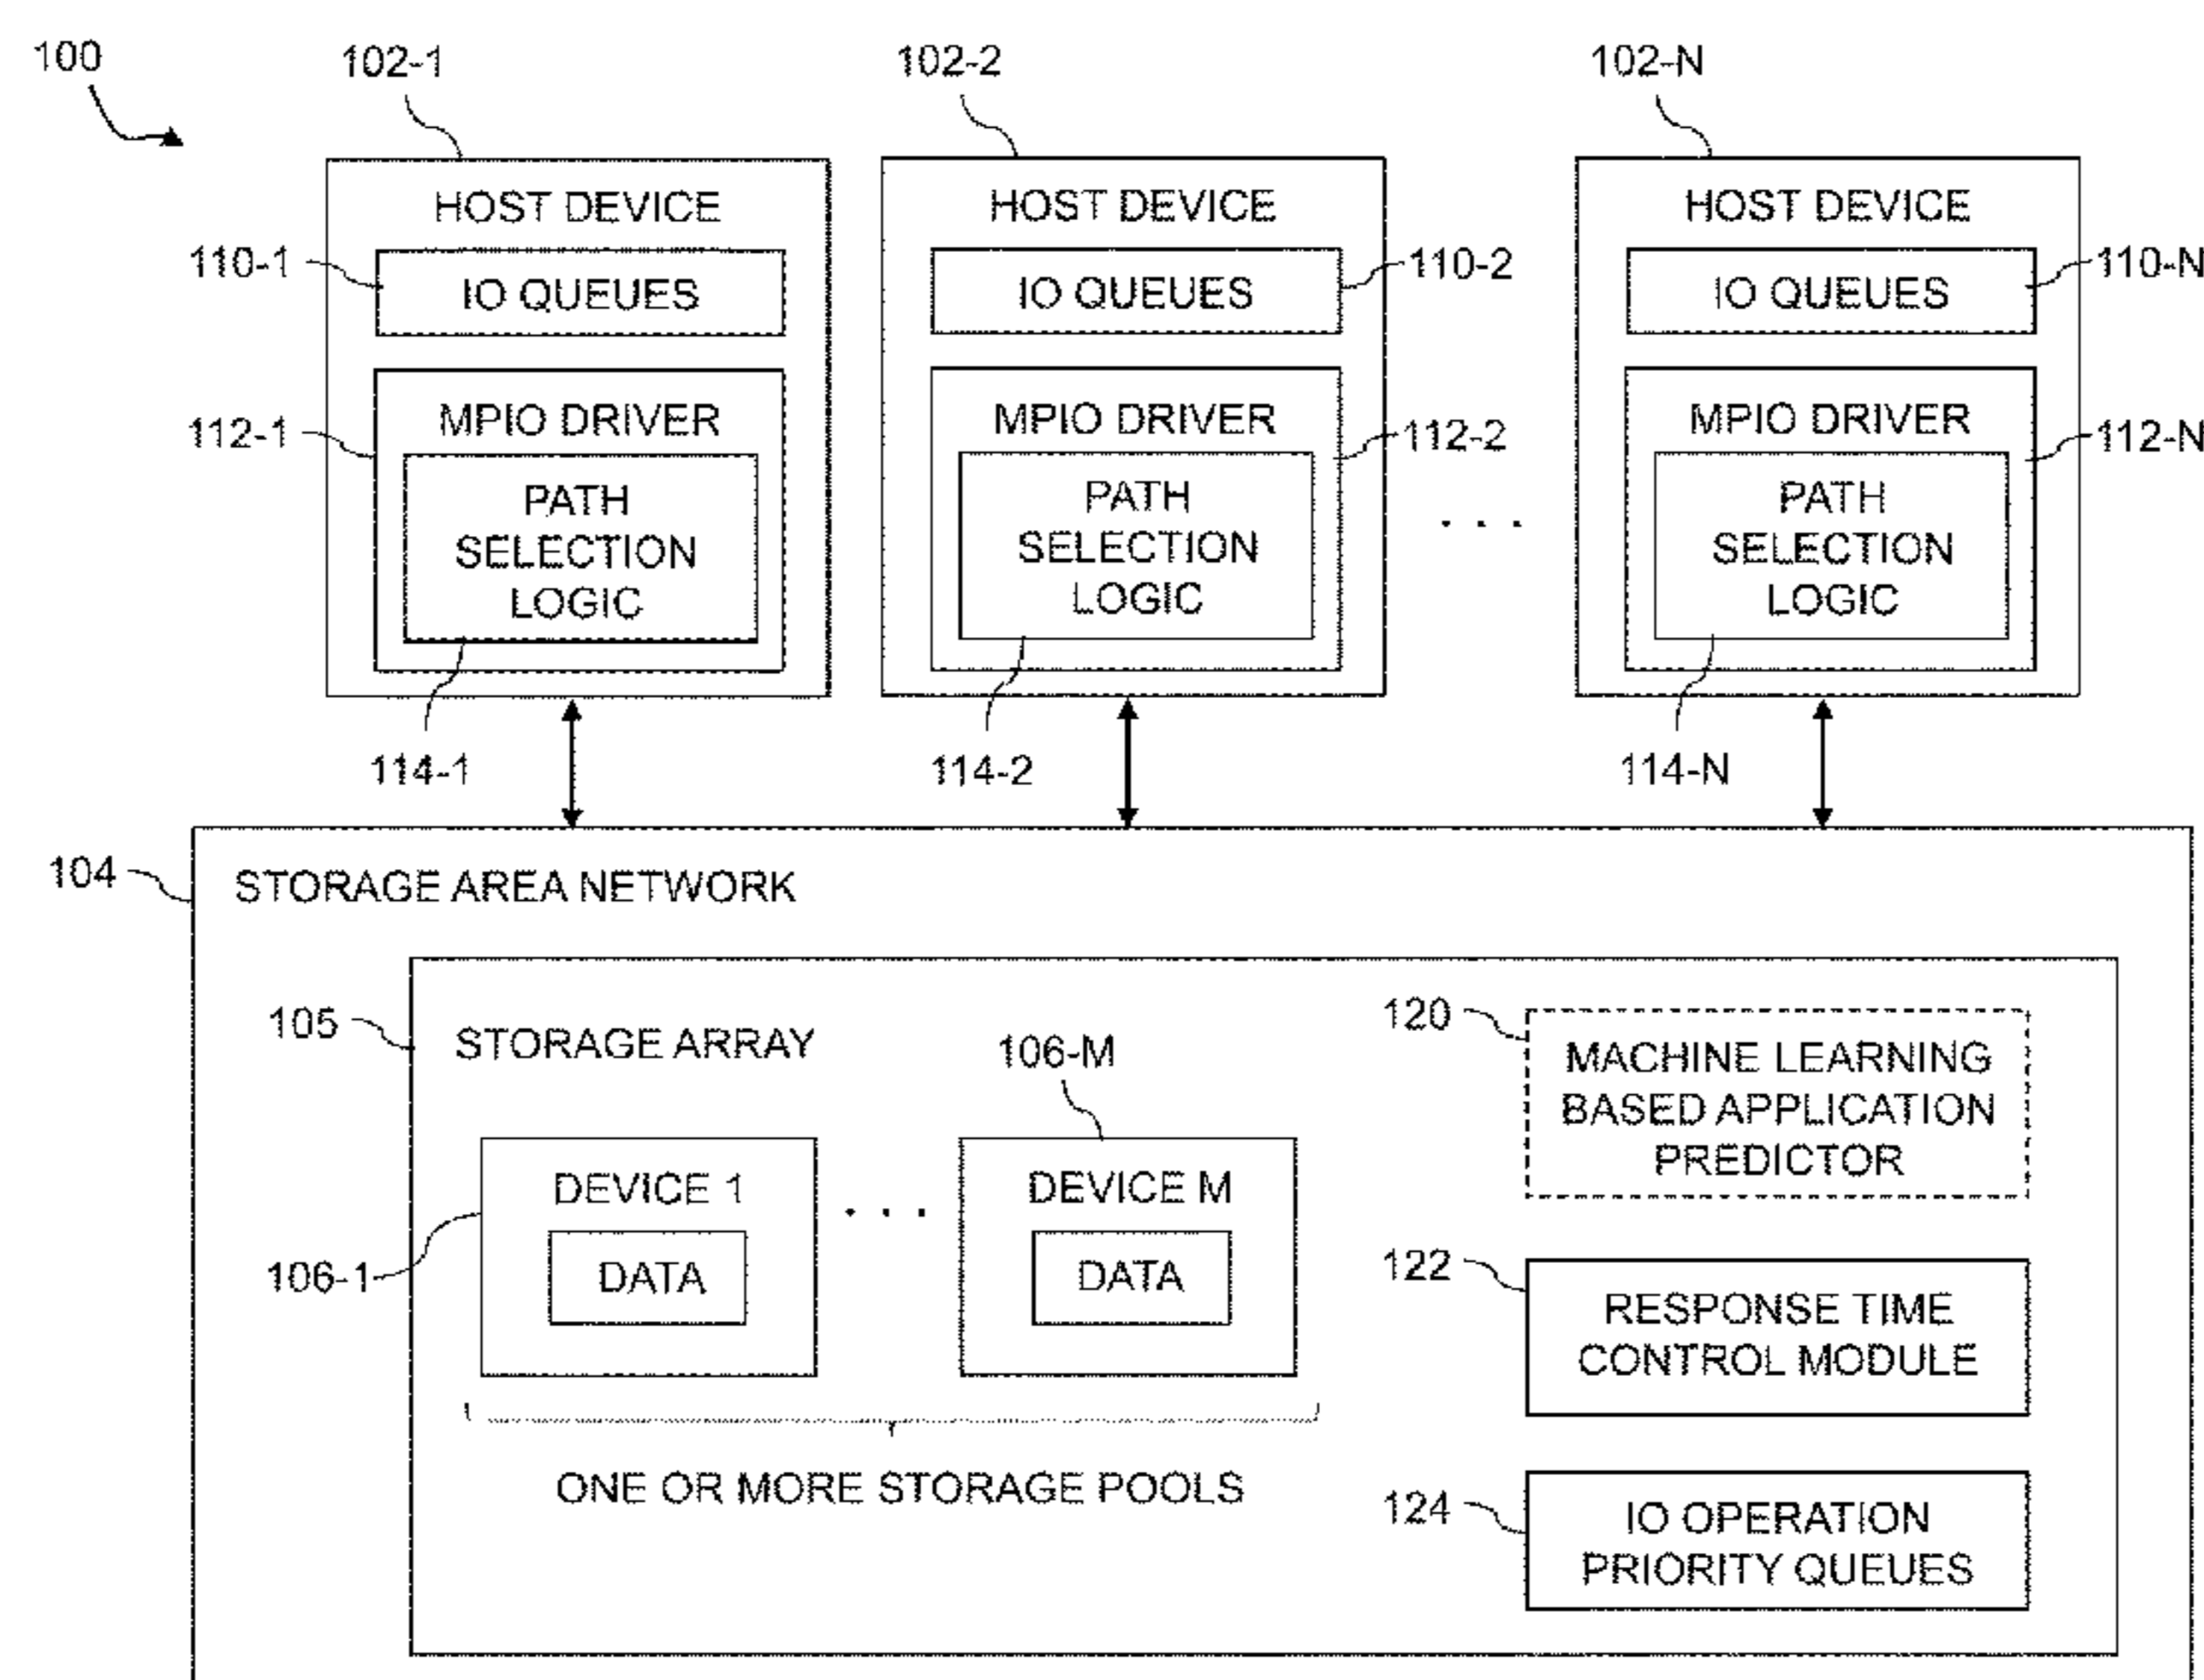 100
102-1
102-2
102-N
HOST DEVICE
HOST DEVICE
HOST DEVICE
110-1
IO QUEUES
IO QUEUES
110-2
IO QUEUES
110-N
112-1
MPIO DRIVER
MPIO DRIVER
112-2
MPIO DRIVER
112-N
PATH
SELECTION
LOGIC
PATH
SELECTION
LOGIC
. . .
PATH
SELECTION
LOGIC
114-1
114-2
114-N
104
STORAGE AREA NETWORK
105
STORAGE ARRAY
106-M
120
MACHINE LEARNING
BASED APPLICATION
PREDICTOR
DEVICE 1
DATA
. . .
DEVICE M
DATA
106-1
122
RESPONSE TIME
CONTROL MODULE
ONE OR MORE STORAGE POOLS
124
IO OPERATION
PRIORITY QUEUES